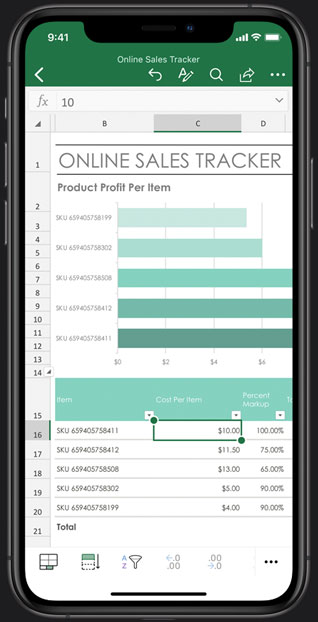 9:41
Online Sales Tracker
fx 10
B C D
1 ONLINE SALES TRACKER
2 Product Profit Per Item
3 SKU 659405758199
4
5 SKU 659405758302
6
7 SKU 659405758508
8
9 SKU 659405758412
10
11 SKU 659405758411
12
13 $0 $2 $4 $6
14
15 Item Cost Per Item Percent Markup
16 SKU 659405758411 $10.00 100.00%
17 SKU 659405758412 $11.50 75.00%
18 SKU 659405758508 $13.00 65.00%
19 SKU 659405758302 $5.00 90.00%
20 SKU 659405758199 $4.00 90.00%
21 Total
A Z ←.0 .00 .00 →.0